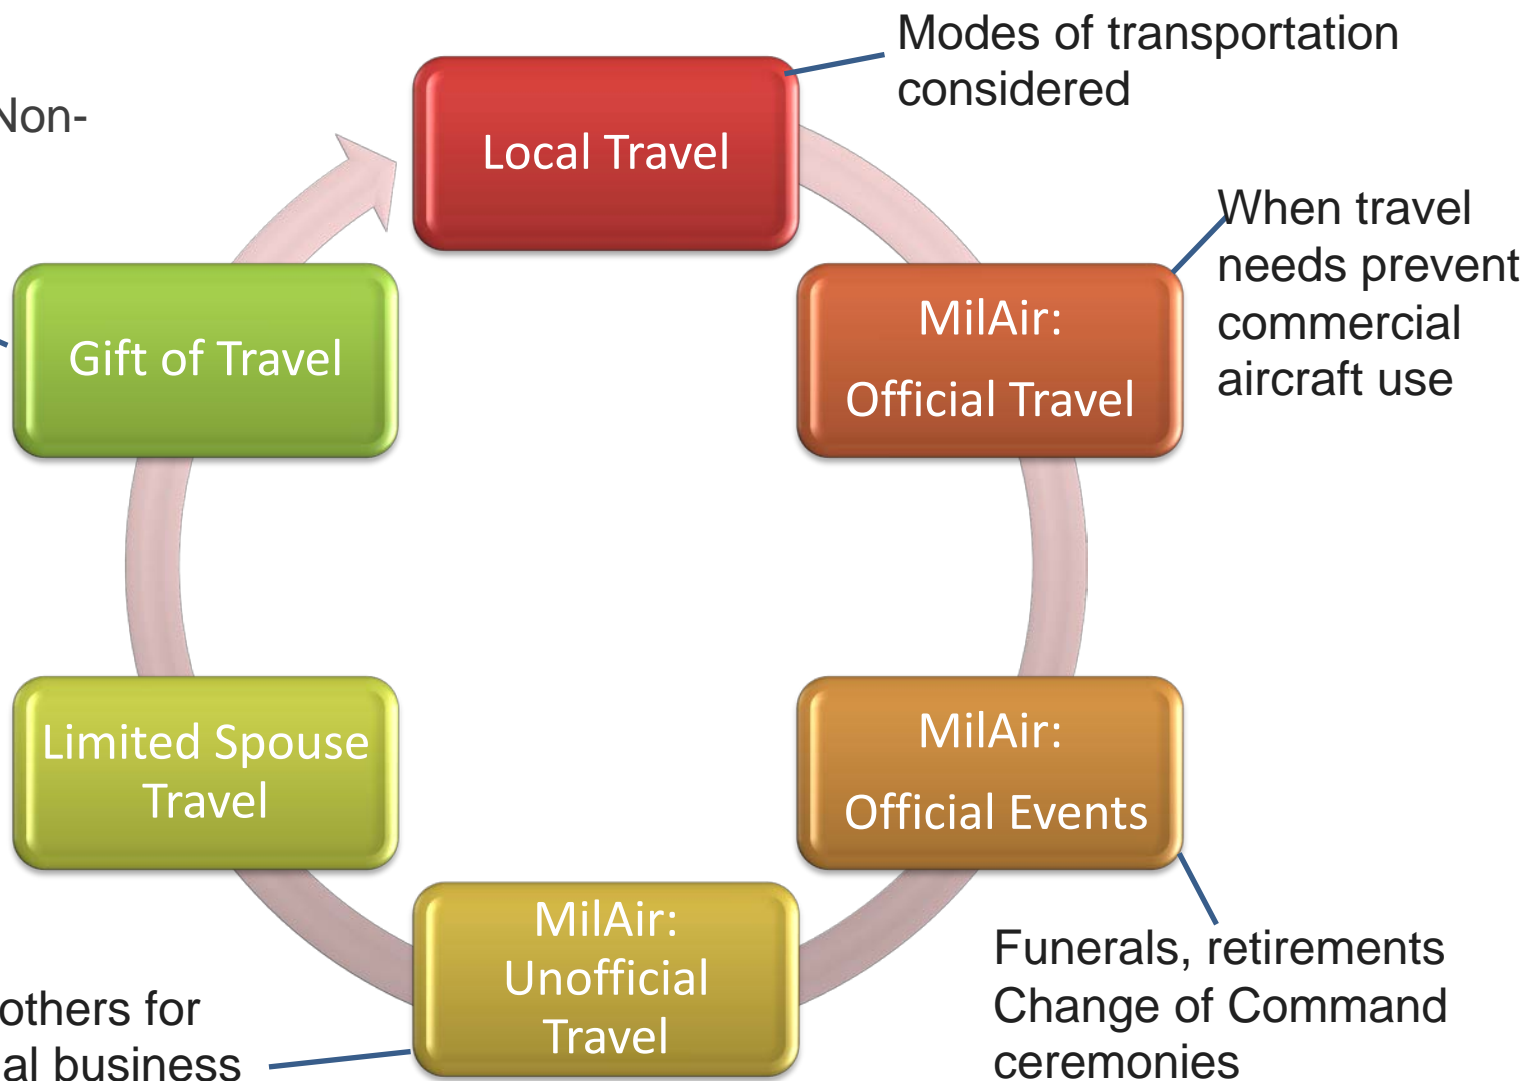 Modes of transportation
considered
Non-
Local Travel
When travel
needs prevent
commercial
aircraft use
MilAir:
Official Travel
Gift of Travel
Limited Spouse
Travel
MilAir:
Official Events
MilAir:
Unofficial
Travel
Funerals, retirements
Change of Command
ceremonies
others for
al business